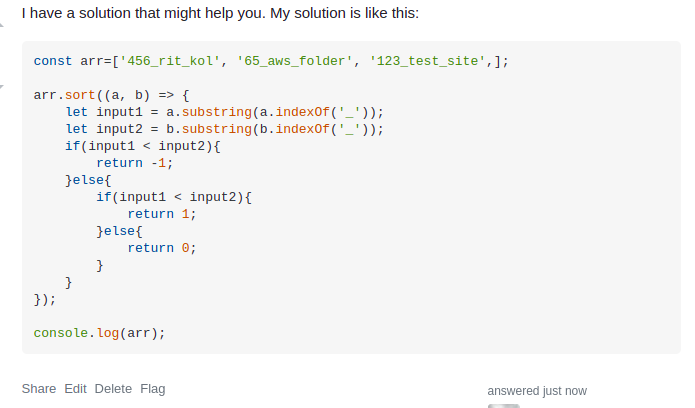 I have a solution that might help you. My solution is like this:
const arr=['456_rit_kol', '65_aws_folder', '123_test_site',];
arr.sort((a, b) => {
    let input1 = a.substring(a.indexOf('_'));
    let input2 = b.substring(b.indexOf('_'));
    if(input1 < input2){
        return -1;
    }else{
        if(input1 < input2){
            return 1;
        }else{
            return 0;
        }
    }
});
console.log(arr);
Share Edit Delete Flag
answered just now